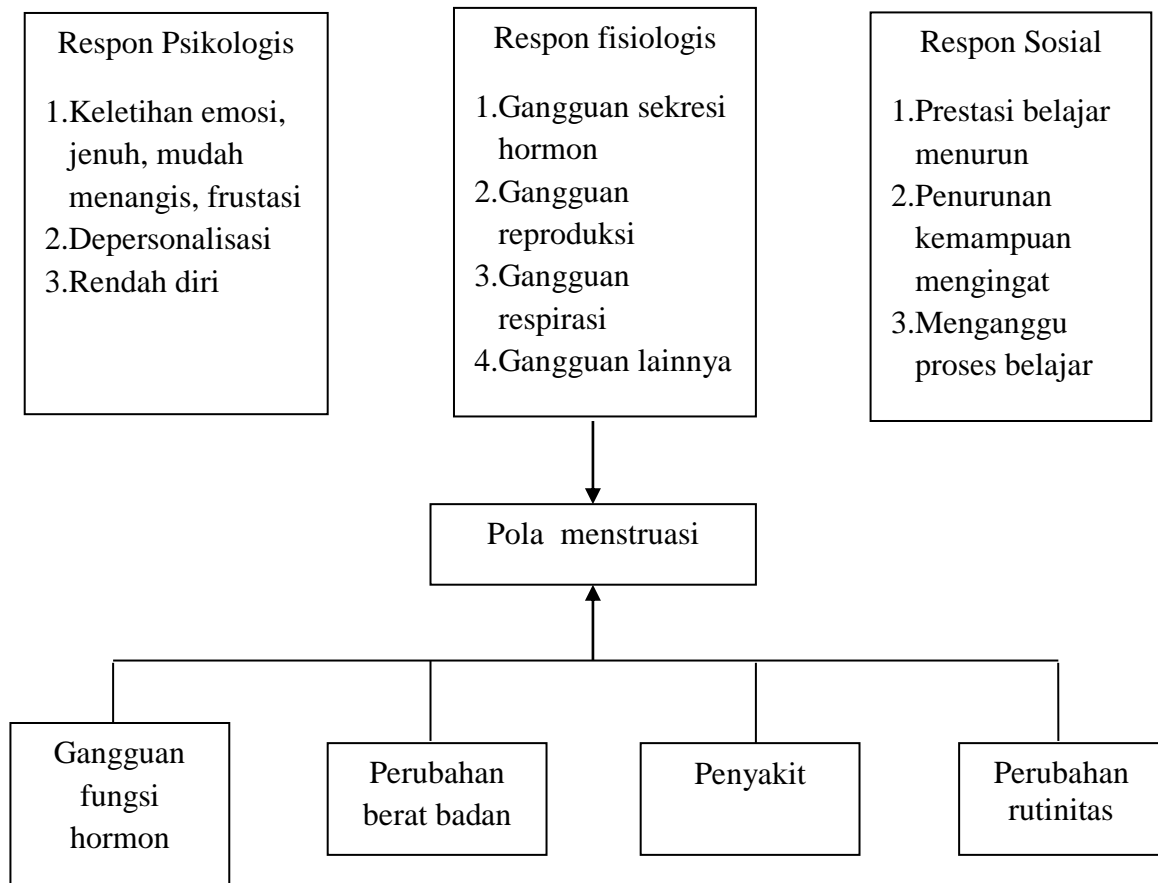 Respon Psikologis
1.Keletihan emosi,
jenuh, mudah
menangis, frustasi
2.Depersonalisasi
3.Rendah diri
Respon fisiologis
1.Gangguan sekresi
hormon
2.Gangguan
reproduksi
3.Gangguan
respirasi
4.Gangguan lainnya
Respon Sosial
1.Prestasi belajar
menurun
2.Penurunan
kemampuan
mengingat
3.Menganggu
proses belajar
Pola menstruasi
Gangguan
fungsi
hormon
Perubahan
berat badan
Penyakit
Perubahan
rutinitas